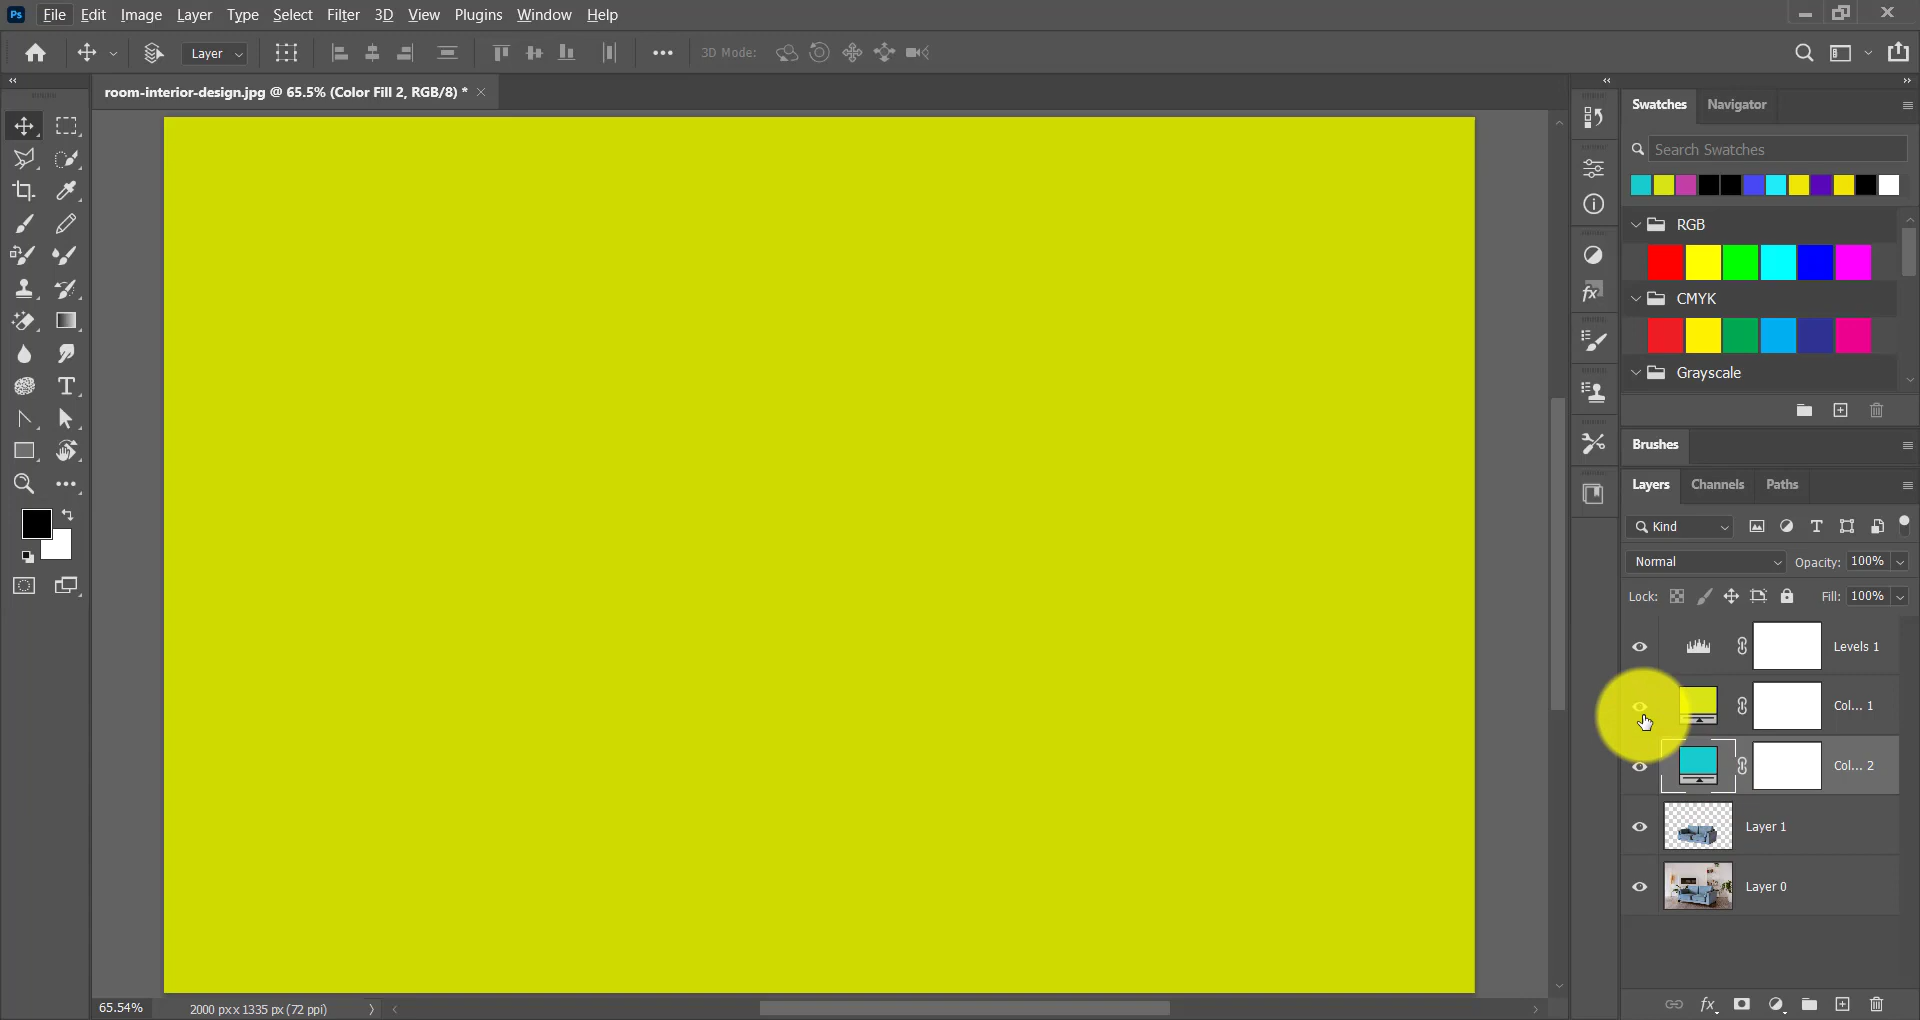 Ps File Edit Image Layer Type Select Filter 3D View Plugins Window Help
Layer 3D Mode:
room-interior-design.jpg @ 65.5% (Color Fill 2, RGB/8) *
Swatches Navigator
Search Swatches
RGB
CMYK
Grayscale
Brushes
Layers Channels Paths
Kind
Normal Opacity: 100%
Lock: Fill: 100%
Levels 1
Col... 1
Col... 2
Layer 1
Layer 0
65.54% 2000 px x 1335 px (72 ppi)